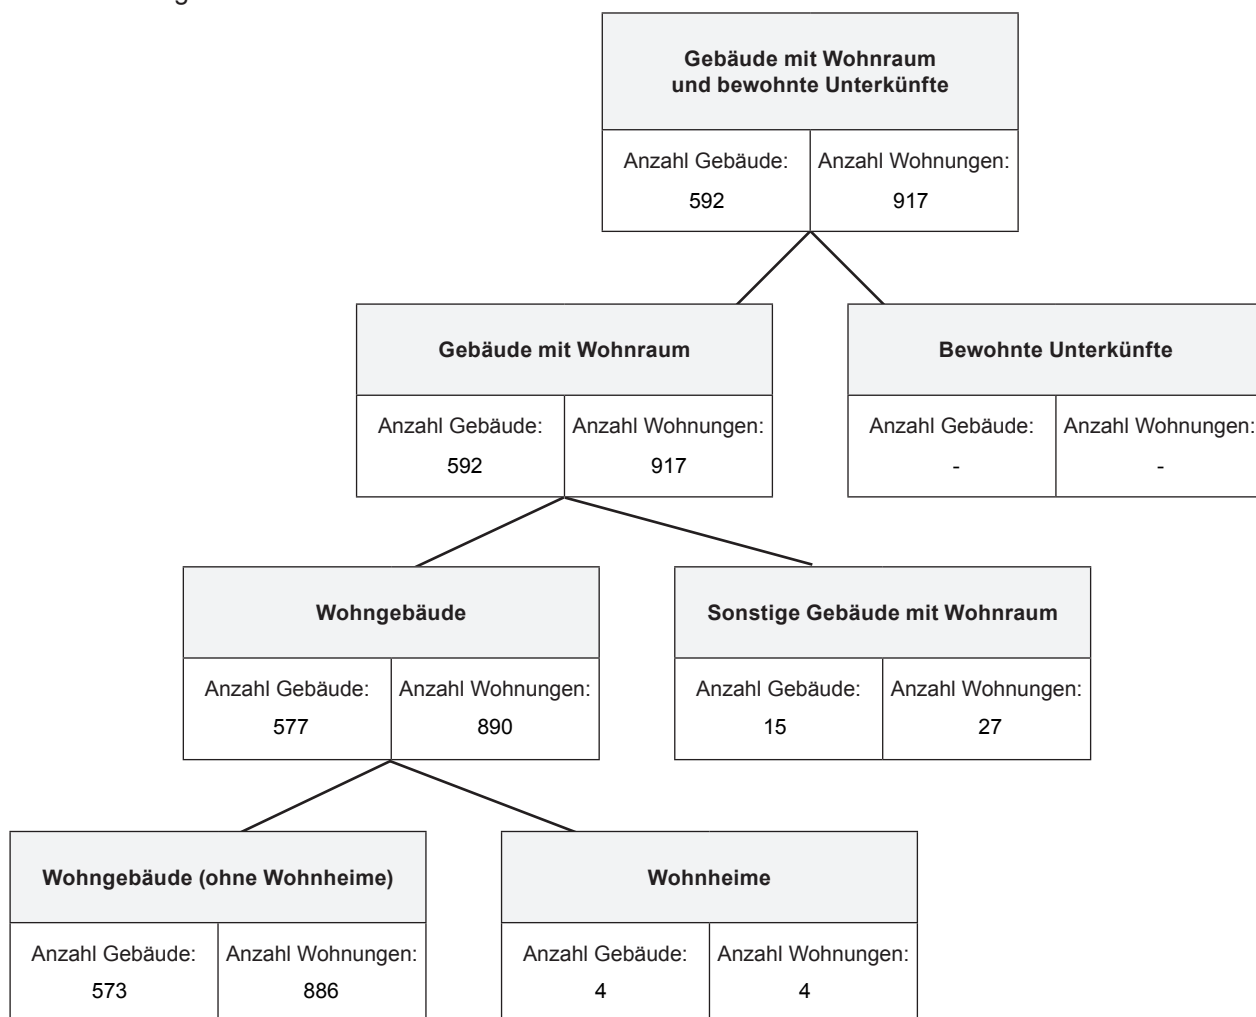 Gebäude mit Wohnraum
und bewohnte Unterkünfte
Anzahl Gebäude: Anzahl Wohnungen:
592 917
Gebäude mit Wohnraum
Anzahl Gebäude: Anzahl Wohnungen:
592 917
Bewohnte Unterkünfte
Anzahl Gebäude: Anzahl Wohnungen:
- -
Wohngebäude
Anzahl Gebäude: Anzahl Wohnungen:
577 890
Sonstige Gebäude mit Wohnraum
Anzahl Gebäude: Anzahl Wohnungen:
15 27
Wohngebäude (ohne Wohnheime)
Anzahl Gebäude: Anzahl Wohnungen:
573 886
Wohnheime
Anzahl Gebäude: Anzahl Wohnungen:
4 4